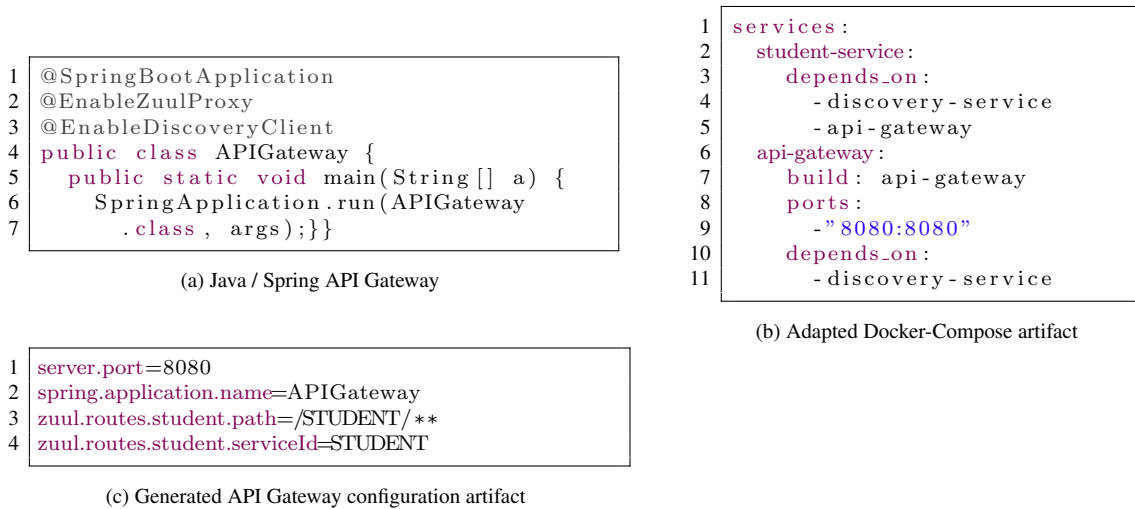 1 @SpringBootApplication
2 @EnableZuulProxy
3 @EnableDiscoveryClient
4 public class APIGateway {
5 public static void main(String[] a) {
6 SpringApplication.run(APIGateway
7 .class, args);}}
(a) Java / Spring API Gateway
1 server.port=8080
2 spring.application.name=APIGateway
3 zuul.routes.student.path=/STUDENT/**
4 zuul.routes.student.serviceId=STUDENT
(c) Generated API Gateway configuration artifact
1 services:
2 student-service:
3 depends_on:
4 -discovery-service
5 -api-gateway
6 api-gateway:
7 build: api-gateway
8 ports:
9 -"8080:8080"
10 depends_on:
11 -discovery-service
(b) Adapted Docker-Compose artifact